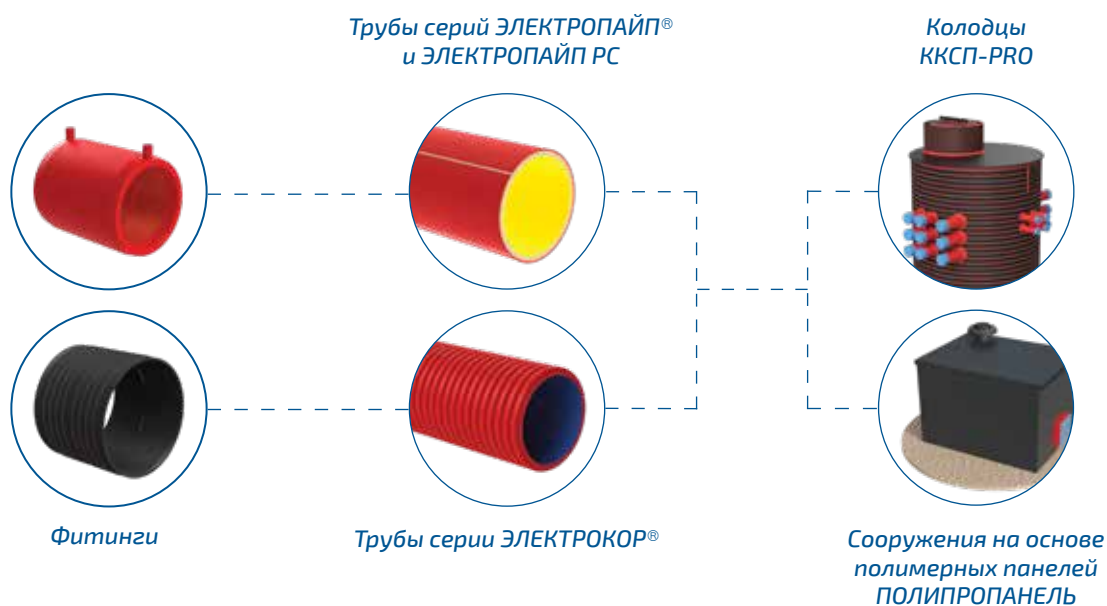 Трубы серий ЭЛЕКТРОПАЙП®
и ЭЛЕКТРОПАЙП РС
Колодцы
ККСП-PRO
Фитинги
Трубы серии ЭЛЕКТРОКОР®
Сооружения на основе
полимерных панелей
ПОЛИПРОПАНЕЛЬ